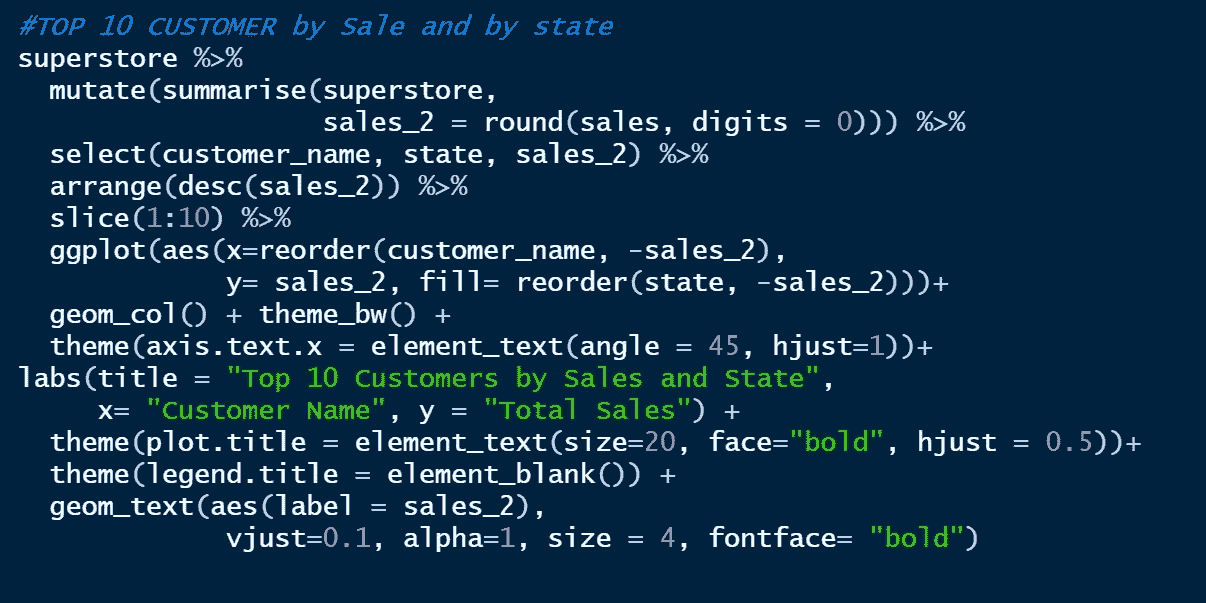 #TOP 10 CUSTOMER by Sale and by state
superstore %>%
  mutate(summarise(superstore,
                   sales_2 = round(sales, digits = 0))) %>%
  select(customer_name, state, sales_2) %>%
  arrange(desc(sales_2)) %>%
  slice(1:10) %>%
  ggplot(aes(x=reorder(customer_name, -sales_2),
             y= sales_2, fill= reorder(state, -sales_2)))+
  geom_col() + theme_bw() +
  theme(axis.text.x = element_text(angle = 45, hjust=1))+
labs(title = "Top 10 Customers by Sales and State",
     x= "Customer Name", y = "Total Sales") +
  theme(plot.title = element_text(size=20, face="bold", hjust = 0.5))+
  theme(legend.title = element_blank()) +
  geom_text(aes(label = sales_2),
             vjust=0.1, alpha=1, size = 4, fontface= "bold")